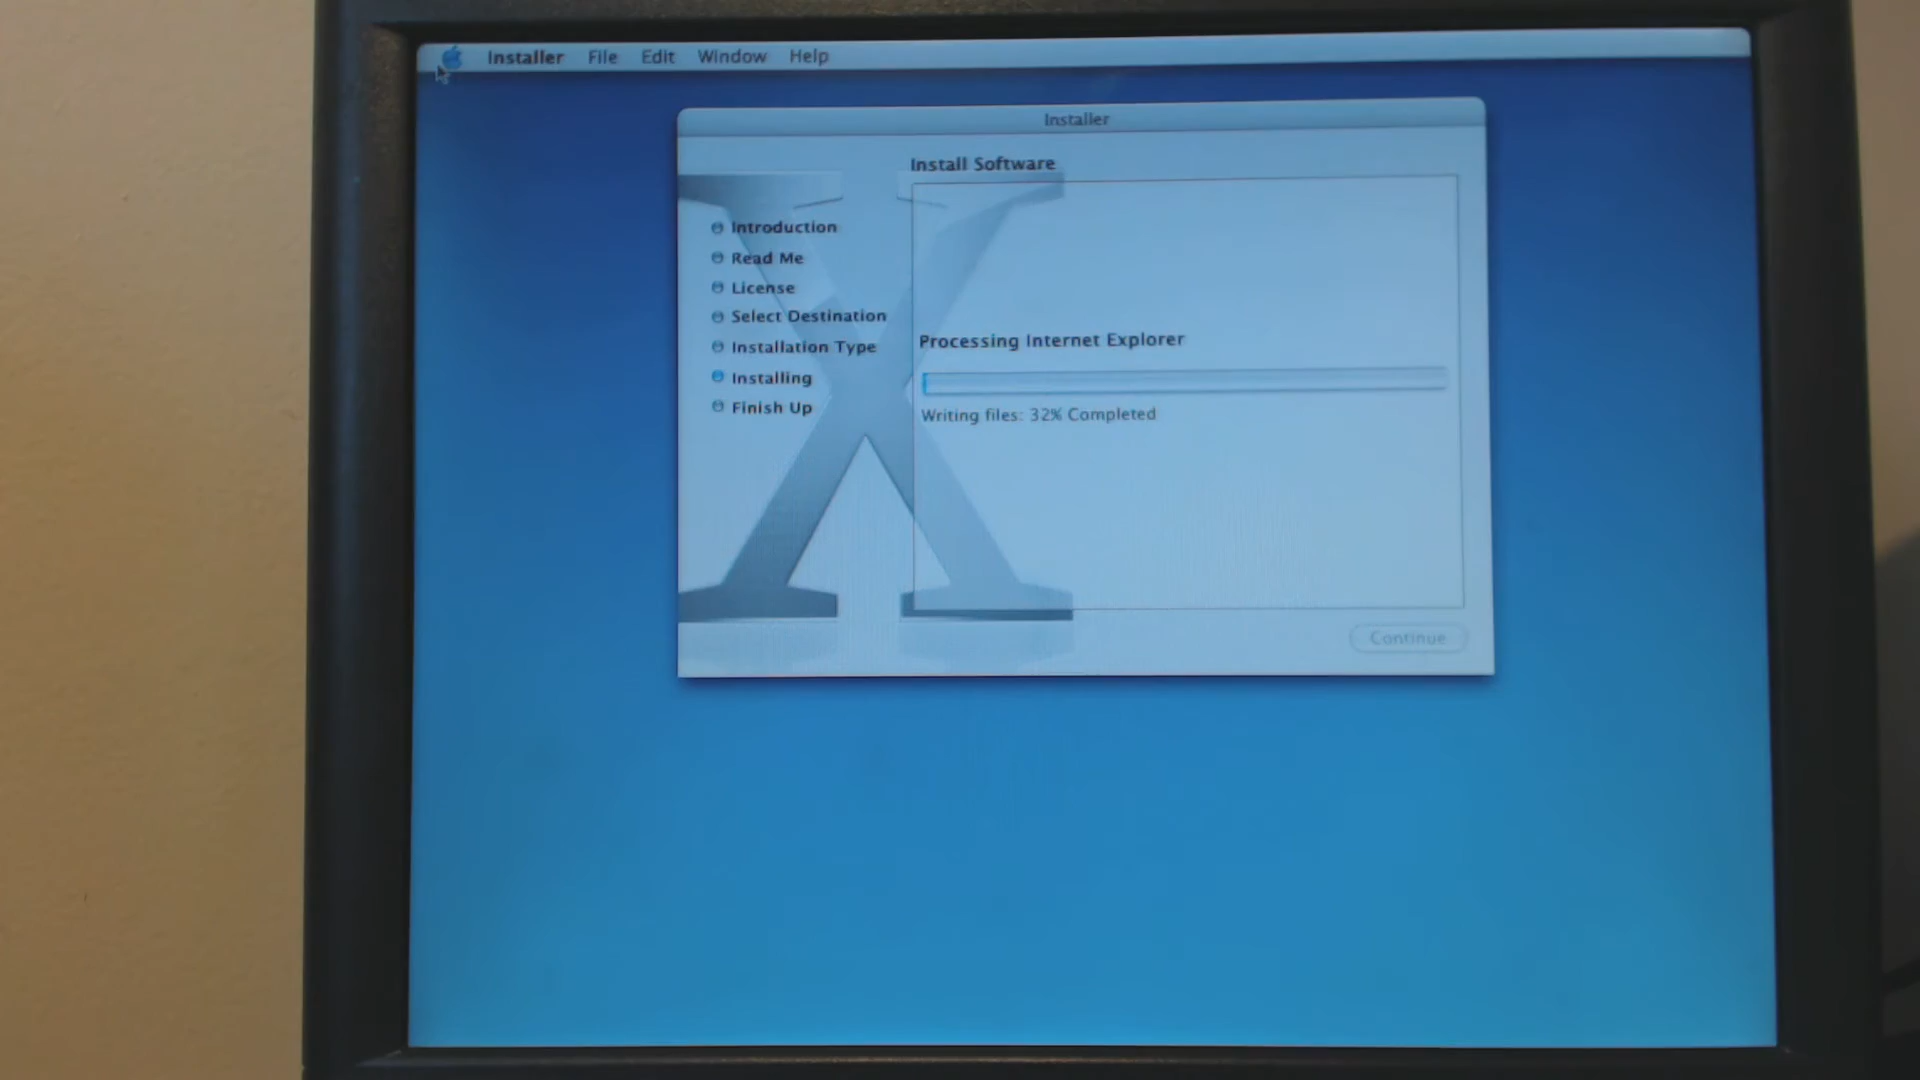 Installer File Edit Window Help
Installer
Install Software
Introduction
Read Me
License
Select Destination
Installation Type
Installing
Finish Up
Processing Internet Explorer
Writing files: 32% Completed
Continue